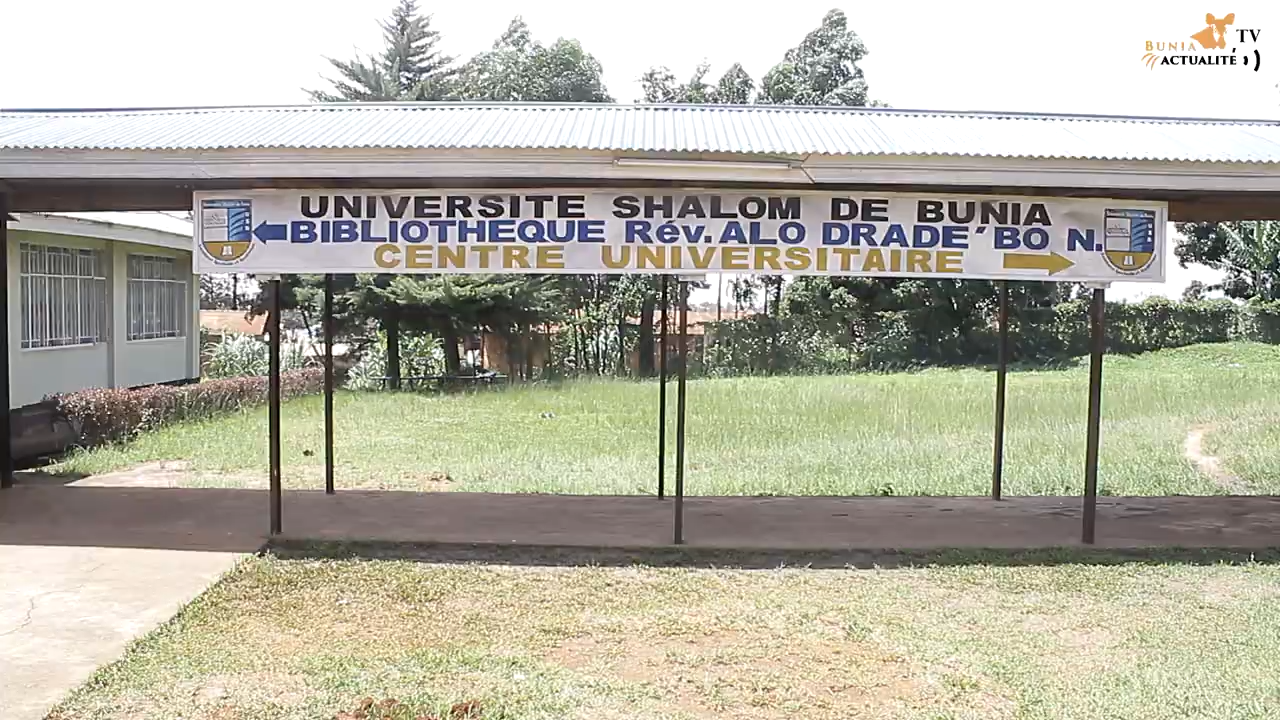 BUNIA TV
ACTUALITÉ
UNIVERSITE SHALOM DE BUNIA
BIBLIOTHEQUE Rév. ALO DRADE´BO N.
CENTRE UNIVERSITAIRE